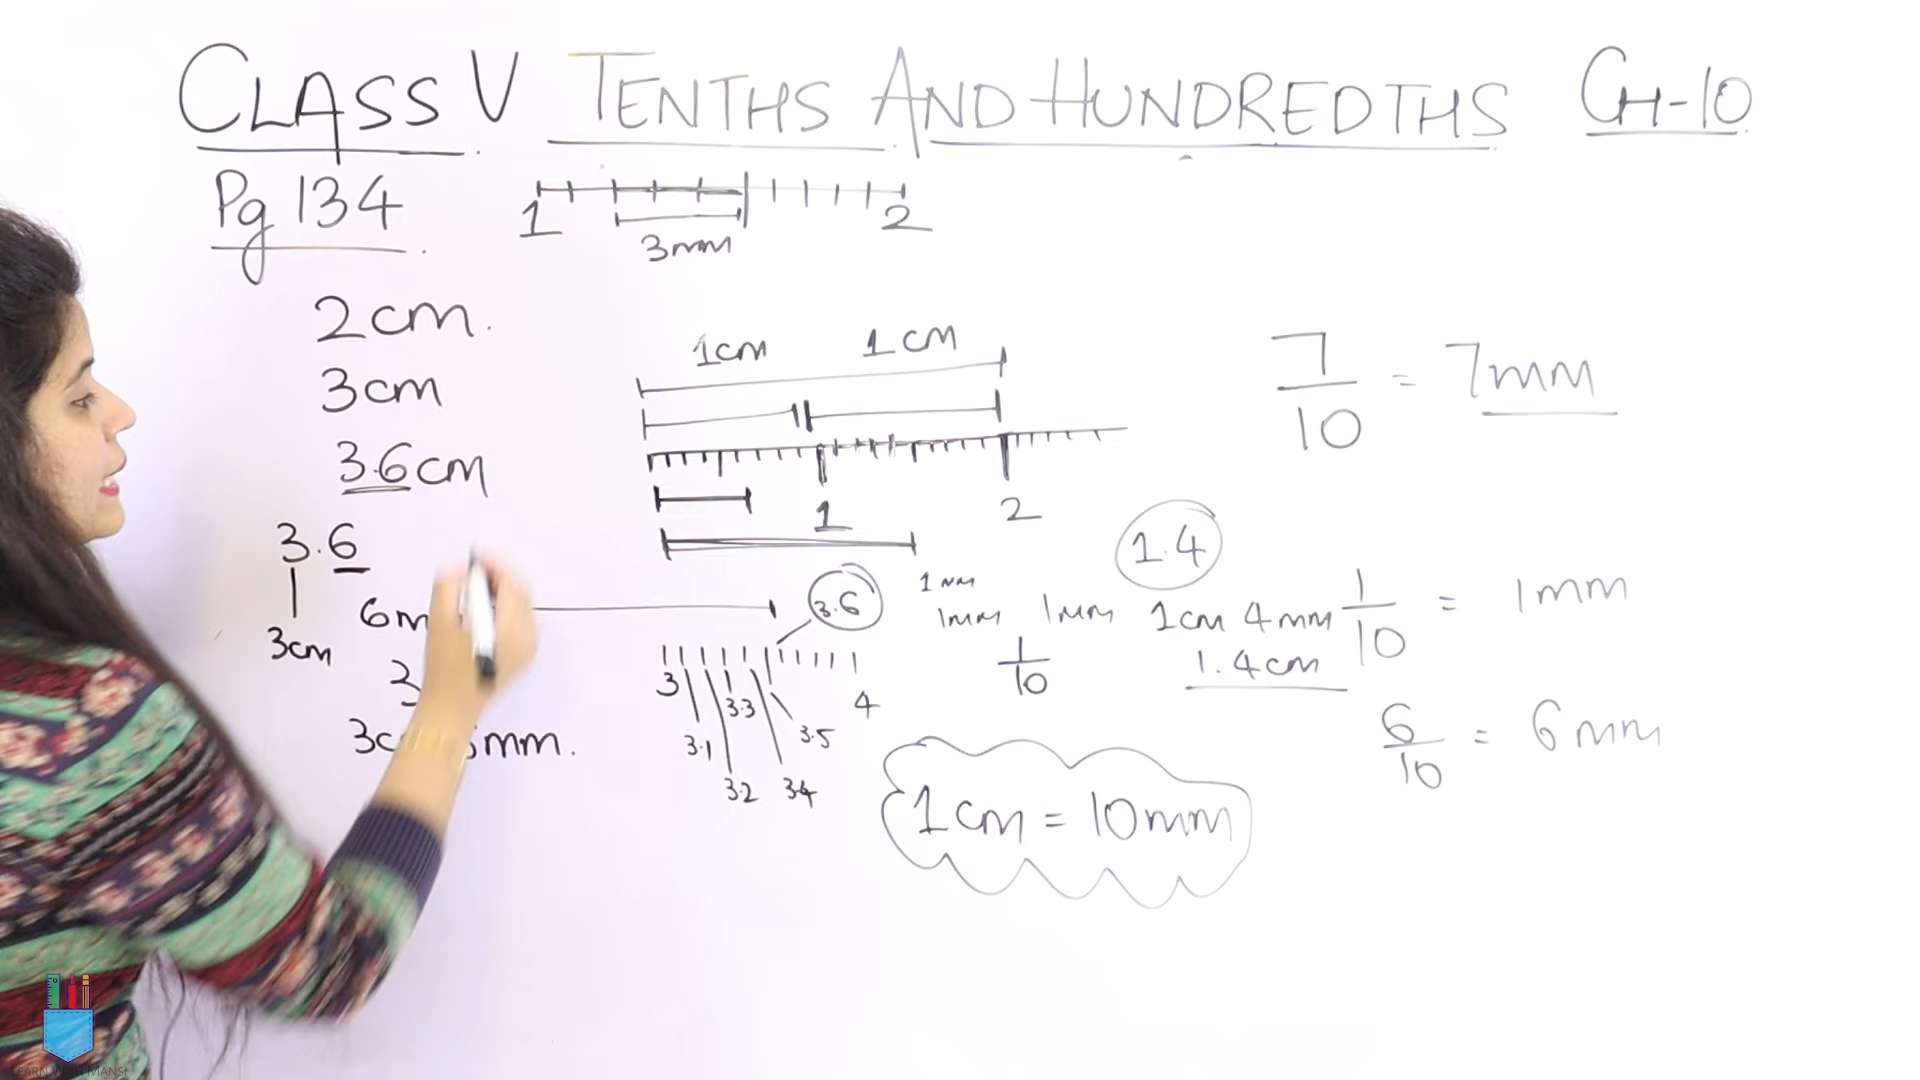 CLASS V TENTHS AND HUNDREDTHS CH-10
Pg 134
1 2
3mm
2cm.
3cm
3.6cm
3.6
3cm
3cm mm.
1cm 1cm
1 2
3.6
3 4
3.1 3.2 3.3 3.4 3.5
7/10 = 7mm
1.4
1mm
1mm 1mm 1cm 4mm
1/10
1.4cm
1/10 = 1mm
6/10 = 6mm
1cm = 10mm